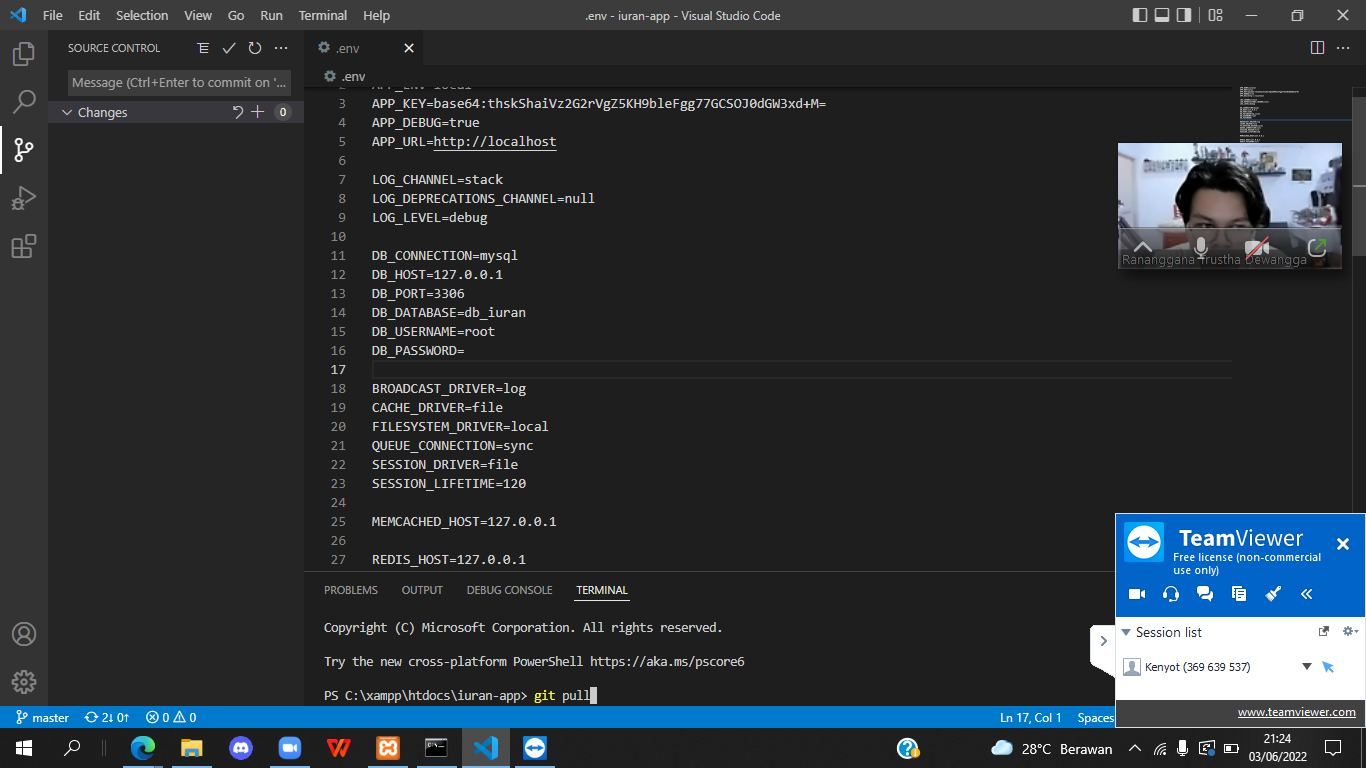 File Edit Selection View Go Run Terminal Help
.env - iuran-app - Visual Studio Code
SOURCE CONTROL
Message (Ctrl+Enter to commit on '...
Changes
0
.env
.env
2 APP_ENV=local
3 APP_KEY=base64:thskShaiVz2G2rVgZ5KH9bleFgg77GCSOJ0dGW3xd+M=
4 APP_DEBUG=true
5 APP_URL=http://localhost
6
7 LOG_CHANNEL=stack
8 LOG_DEPRECATIONS_CHANNEL=null
9 LOG_LEVEL=debug
10
11 DB_CONNECTION=mysql
12 DB_HOST=127.0.0.1
13 DB_PORT=3306
14 DB_DATABASE=db_iuran
15 DB_USERNAME=root
16 DB_PASSWORD=
17
18 BROADCAST_DRIVER=log
19 CACHE_DRIVER=file
20 FILESYSTEM_DRIVER=local
21 QUEUE_CONNECTION=sync
22 SESSION_DRIVER=file
23 SESSION_LIFETIME=120
24
25 MEMCACHED_HOST=127.0.0.1
26
27 REDIS_HOST=127.0.0.1
Rananggana Trustha Dewangga
PROBLEMS OUTPUT DEBUG CONSOLE TERMINAL
Copyright (C) Microsoft Corporation. All rights reserved.
Try the new cross-platform PowerShell https://aka.ms/pscore6
PS C:\xampp\htdocs\iuran-app> git pull
TeamViewer
Free license (non-commercial
use only)
Session list
Kenyot (369 639 537)
www.teamviewer.com
master 2↓ 0↑ 0 0
Ln 17, Col 1 Spaces
28°C Berawan
21:24
03/06/2022